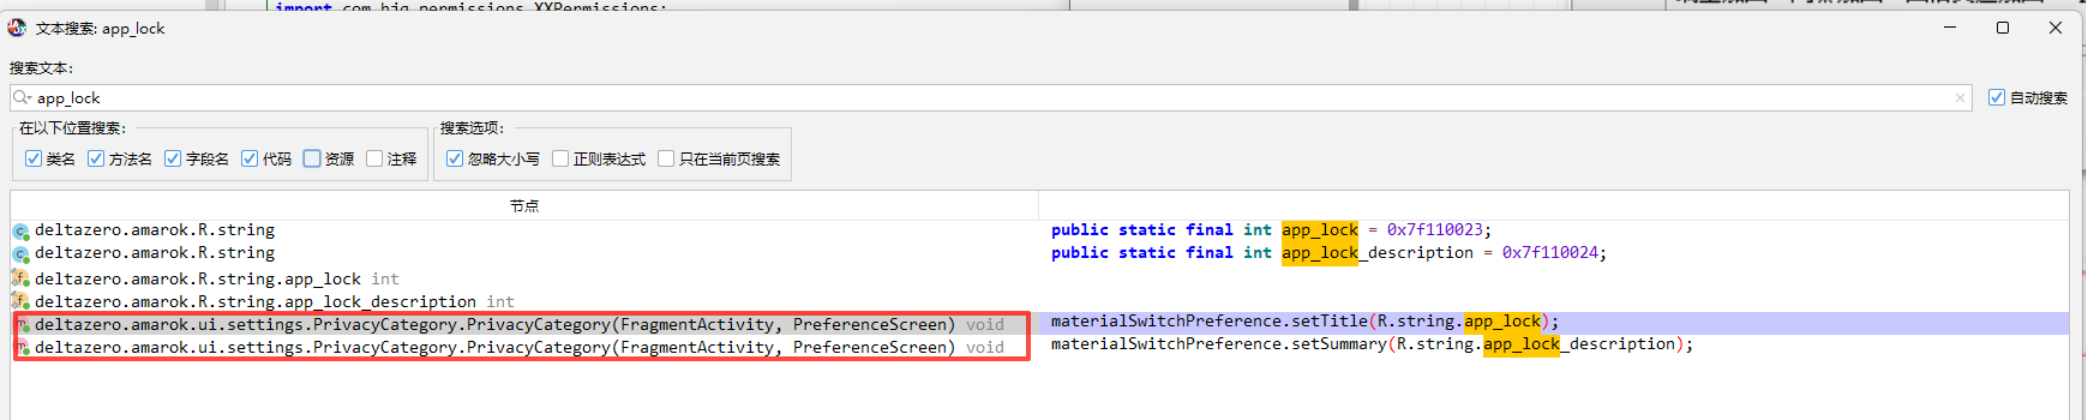 import com.hjq.permissions.XXPermissions;
文本搜索: app_lock
搜索文本:
app_lock
自动搜索
在以下位置搜索:
搜索选项:
类名 方法名 字段名 代码 资源 注释
忽略大小写 正则表达式 只在当前页搜索
节点
deltazero.amarok.R.string public static final int app_lock = 0x7f110023;
deltazero.amarok.R.string public static final int app_lock_description = 0x7f110024;
deltazero.amarok.R.string.app_lock int
deltazero.amarok.R.string.app_lock_description int
deltazero.amarok.ui.settings.PrivacyCategory.PrivacyCategory(FragmentActivity, PreferenceScreen) void materialSwitchPreference.setTitle(R.string.app_lock);
deltazero.amarok.ui.settings.PrivacyCategory.PrivacyCategory(FragmentActivity, PreferenceScreen) void materialSwitchPreference.setSummary(R.string.app_lock_description);